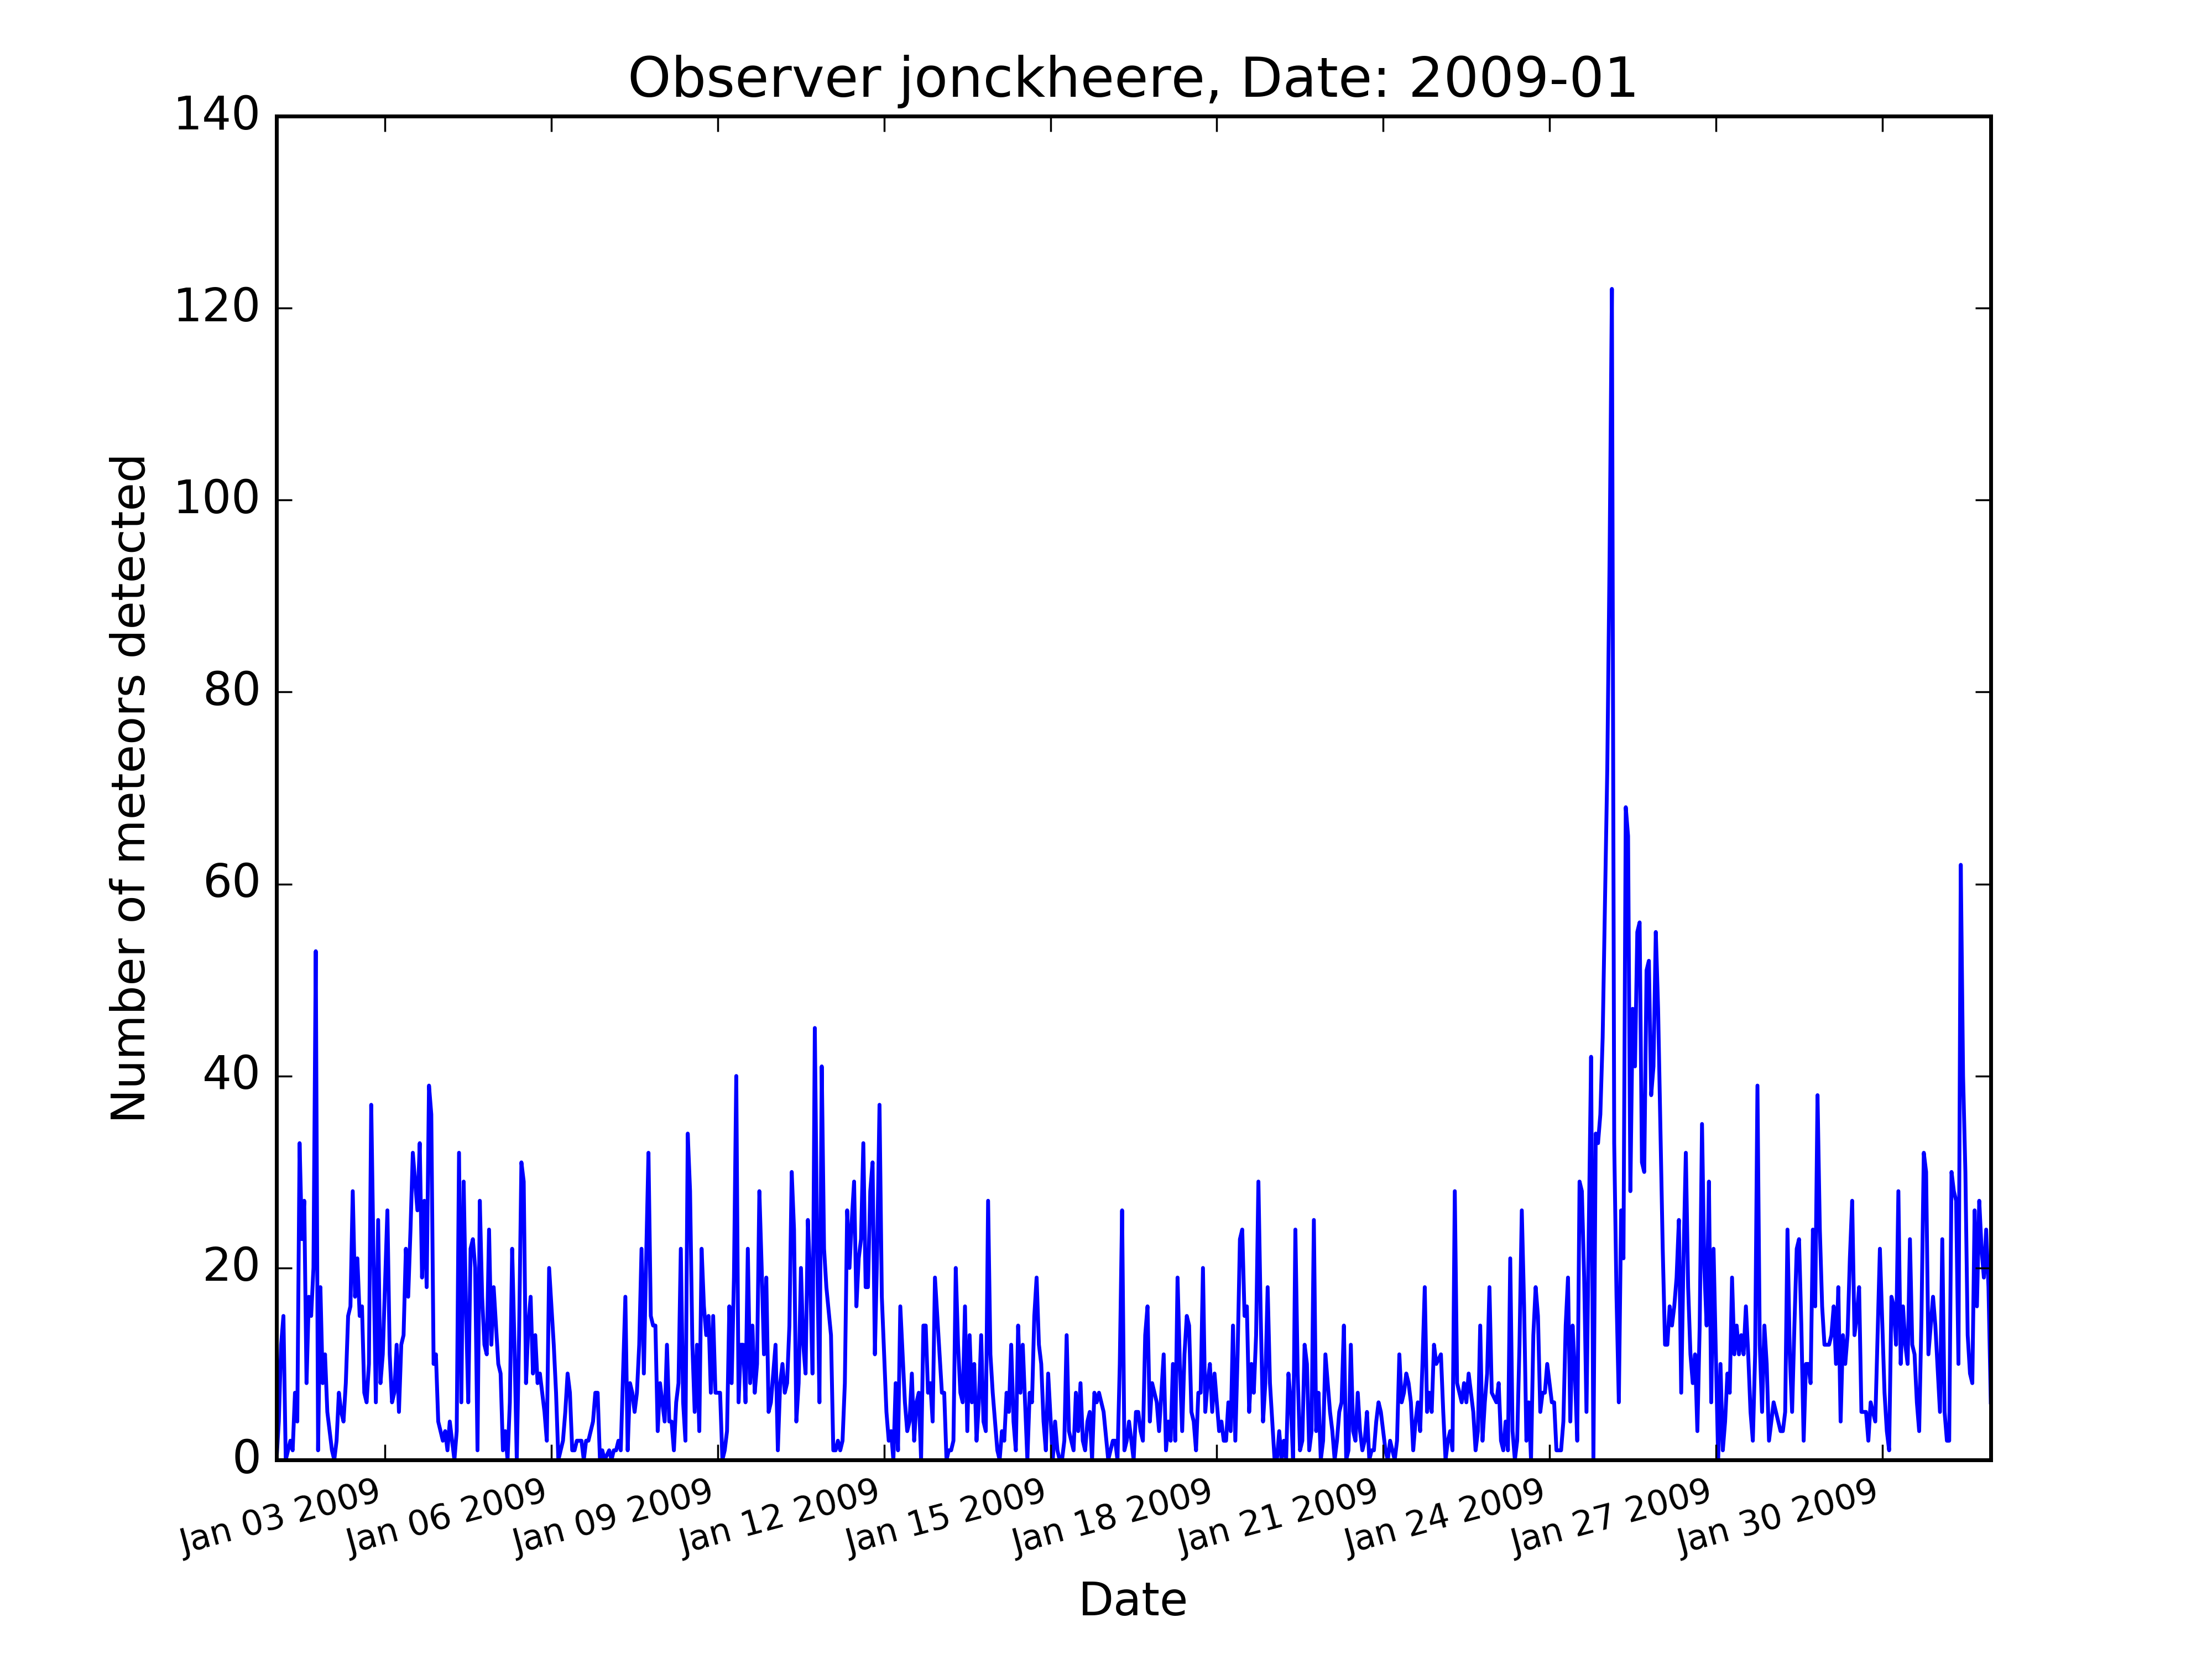 Observer jonckheere, Date: 2009-01
140
120
100
80
60
40
20
0
Number of meteors detected
Jan 03 2009
Jan 06 2009
Jan 09 2009
Jan 12 2009
Jan 15 2009
Jan 18 2009
Jan 21 2009
Jan 24 2009
Jan 27 2009
Jan 30 2009
Date